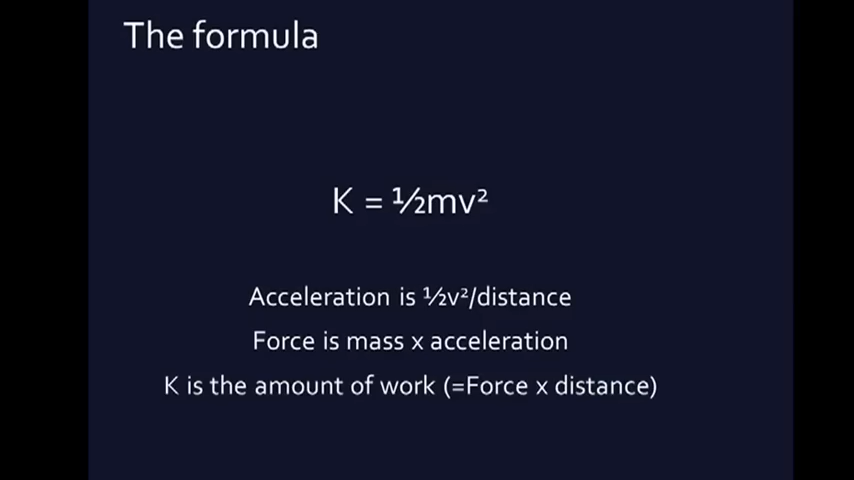 The formula
K = ½mv²
Acceleration is ½v²/distance
Force is mass x acceleration
K is the amount of work (=Force x distance)